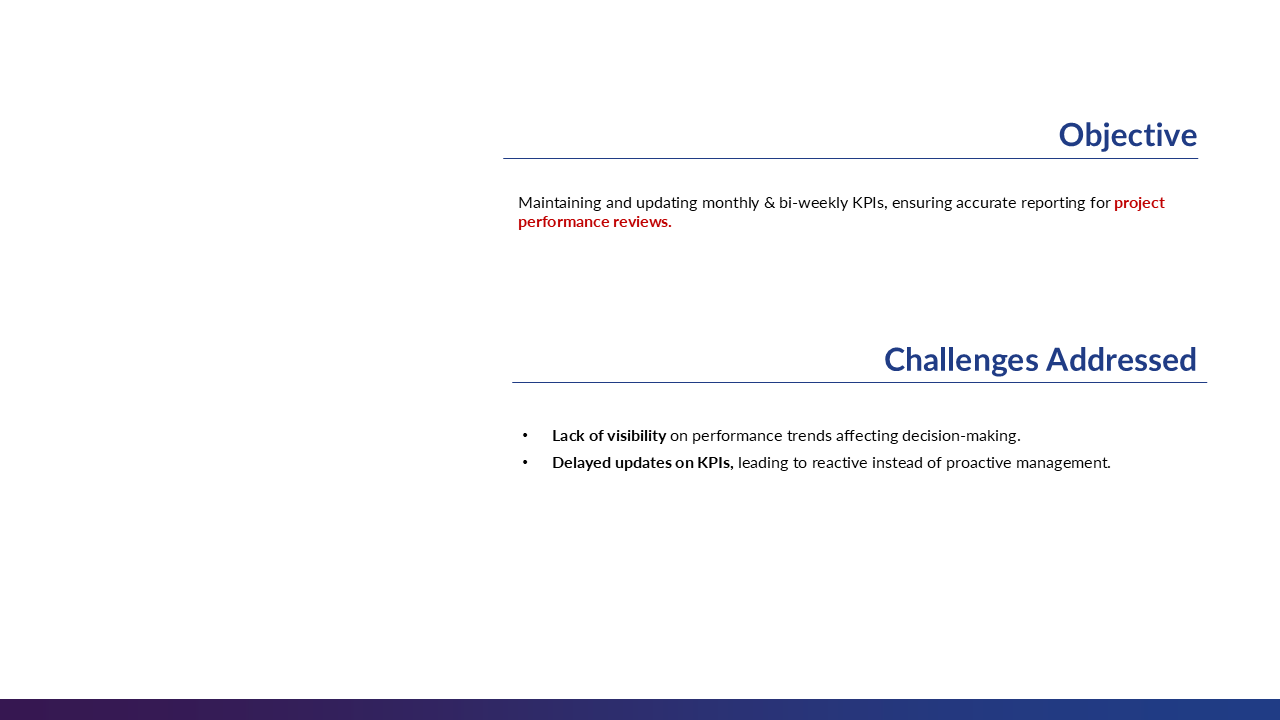 Objective
Maintaining and updating monthly & bi-weekly KPIs, ensuring accurate reporting for project
performance reviews.
Challenges Addressed
• Lack of visibility on performance trends affecting decision-making.
• Delayed updates on KPIs, leading to reactive instead of proactive management.